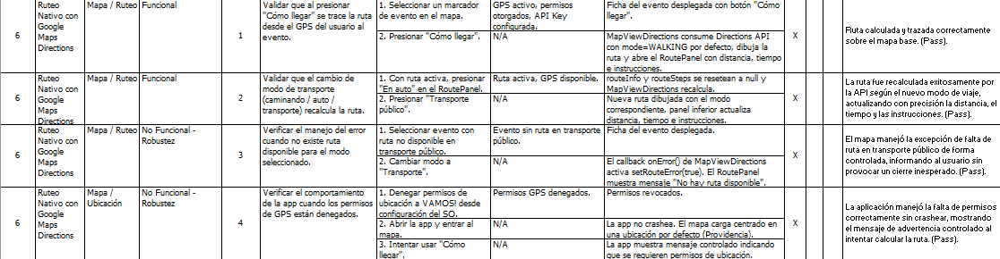 6
Ruteo
Nativo con
Google
Maps
Directions
Mapa / Ruteo
Funcional
1
Validar que al presionar
"Cómo llegar" se trace la ruta
desde el GPS del usuario al
evento.
1. Seleccionar un marcador
de evento en el mapa.
GPS activo, permisos
otorgados, API Key
configurada.
Ficha del evento desplegada con botón "Cómo
llegar".
2. Presionar "Cómo llegar".
N/A
MapViewDirections consume Directions API
con mode=WALKING por defecto, dibuja la
ruta y abre el RoutePanel con distancia, tiempo
e instrucciones.
X
Ruta calculada y trazada correctamente
sobre el mapa base. (Pass).
6
Ruteo
Nativo con
Google
Maps
Directions
Mapa / Ruteo
Funcional
2
Validar que el cambio de
modo de transporte
(caminando / auto /
transporte) recalcula la ruta.
1. Con ruta activa, presionar
"En auto" en el RoutePanel.
Ruta activa, GPS disponible.
routeInfo y routeSteps se resetean a null y
MapViewDirections recalcula.
2. Presionar "Transporte
público".
N/A
Nueva ruta dibujada con el modo
correspondiente, panel inferior actualiza
distancia, tiempo e instrucciones.
X
La ruta fue recalculada exitosamente por
la API según el nuevo modo de viaje,
actualizando con precisión la distancia, el
tiempo y las instrucciones. (Pass).
6
Ruteo
Nativo con
Google
Maps
Directions
Mapa / Ruteo
No Funcional -
Robustez
3
Verificar el manejo del error
cuando no existe ruta
disponible para el modo
seleccionado.
1. Seleccionar evento con
ruta no disponible en
transporte público.
Evento sin ruta en transporte
público.
Ficha del evento desplegada.
2. Cambiar modo a
"Transporte".
N/A
El callback onError() de MapViewDirections
activa setRouteError(true). El RoutePanel
muestra mensaje "No hay ruta disponible".
X
El mapa manejó la excepción de falta de
ruta en transporte público de forma
controlada, informando al usuario sin
provocar un cierre inesperado. (Pass).
6
Ruteo
Nativo con
Google
Maps
Directions
Mapa /
Ubicación
No Funcional -
Robustez
4
Verificar el comportamiento
de la app cuando los permisos
de GPS están denegados.
1. Denegar permisos de
ubicación a VAMOS! desde
configuración del SO.
Permisos GPS denegados.
Permisos revocados.
2. Abrir la app y entrar al
mapa.
N/A
La app no crashea. El mapa carga centrado en
una ubicación por defecto (Providencia).
3. Intentar usar "Cómo
llegar".
N/A
La app muestra mensaje controlado indicando
que se requieren permisos de ubicación.
X
La aplicación manejó la falta de permisos
correctamente sin crashear, mostrando
el mensaje de advertencia controlado al
intentar calcular la ruta. (Pass).